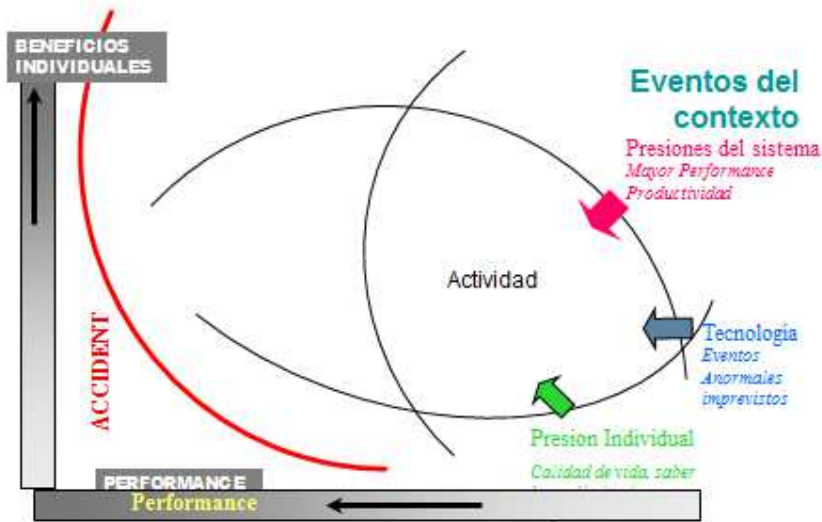 BENEFICIOS
INDIVIDUALES
Eventos del
contexto
Presiones del sistema
Mayor Performance
Productividad
Actividad
ACCIDENT
Tecnología
Eventos
Anormales
imprevistos
Presion Individual
Calidad de vida, saber
PERFORMANCE
Performance